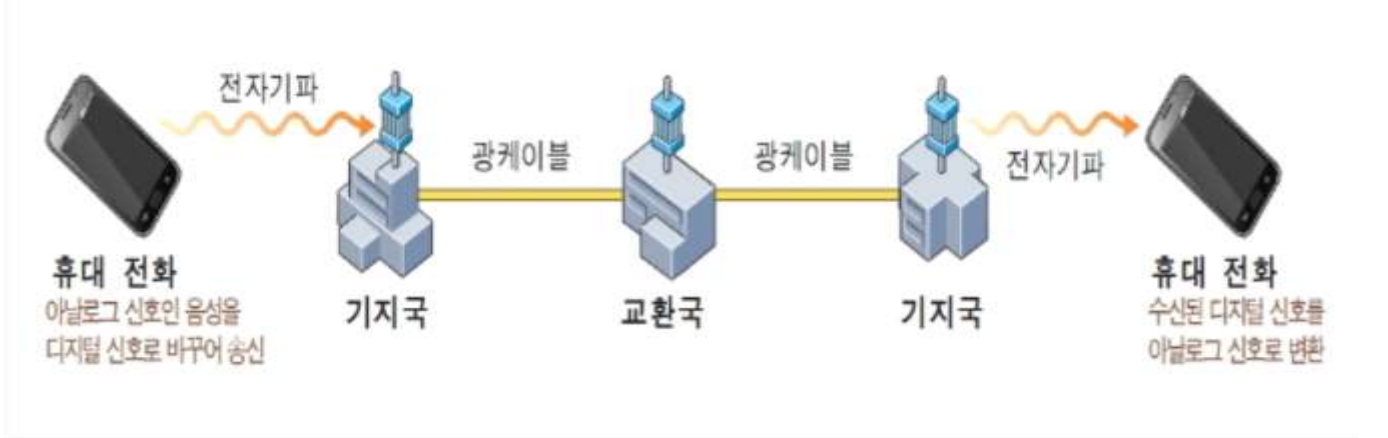 전자기파
광케이블
광케이블
전자기파
휴대 전화
아날로그 신호인 음성을
디지털 신호로 바꾸어 송신
기지국
교환국
기지국
휴대 전화
수신된 디지털 신호를
아날로그 신호로 변환